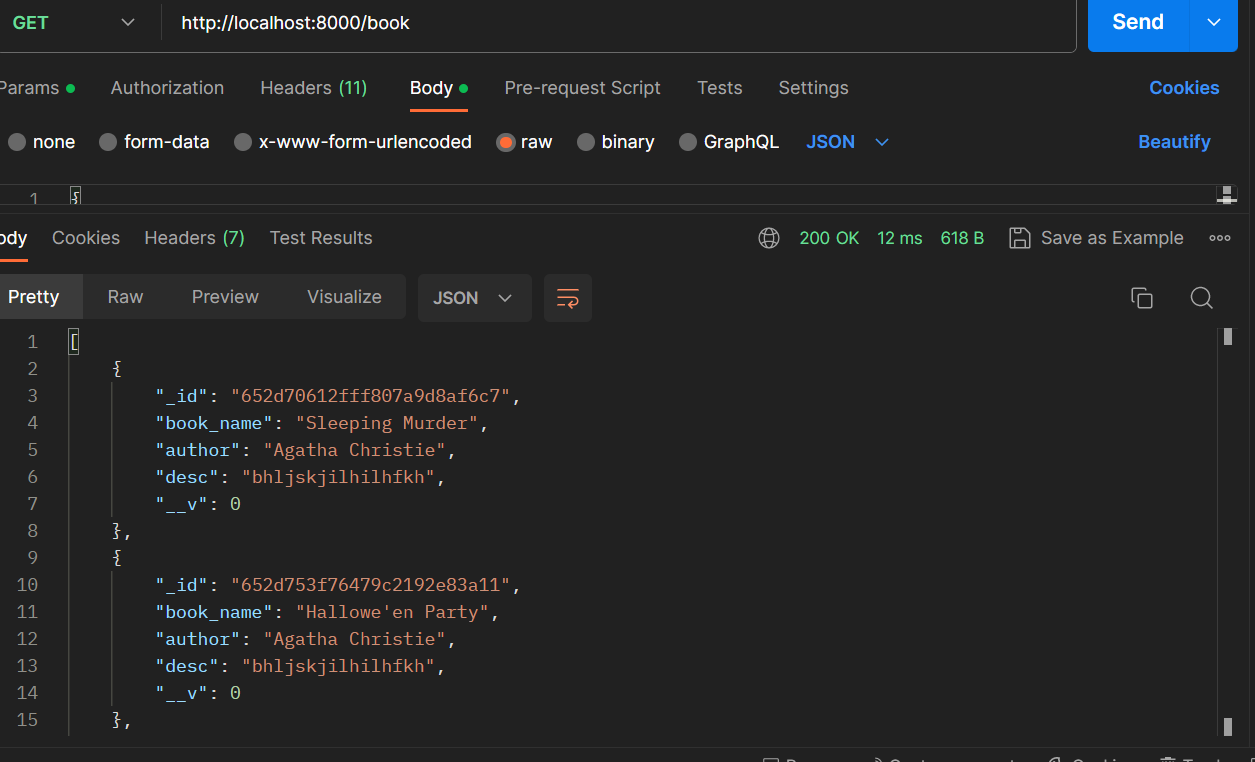 GET http://localhost:8000/book Send
Params Authorization Headers (11) Body Pre-request Script Tests Settings Cookies
none form-data x-www-form-urlencoded raw binary GraphQL JSON Beautify
1 {
ody Cookies Headers (7) Test Results 200 OK 12 ms 618 B Save as Example
Pretty Raw Preview Visualize JSON
1 [
2 {
3 "_id": "652d70612fff807a9d8af6c7",
4 "book_name": "Sleeping Murder",
5 "author": "Agatha Christie",
6 "desc": "bhljskjilhilhfkh",
7 "__v": 0
8 },
9 {
10 "_id": "652d753f76479c2192e83a11",
11 "book_name": "Hallowe'en Party",
12 "author": "Agatha Christie",
13 "desc": "bhljskjilhilhfkh",
14 "__v": 0
15 },